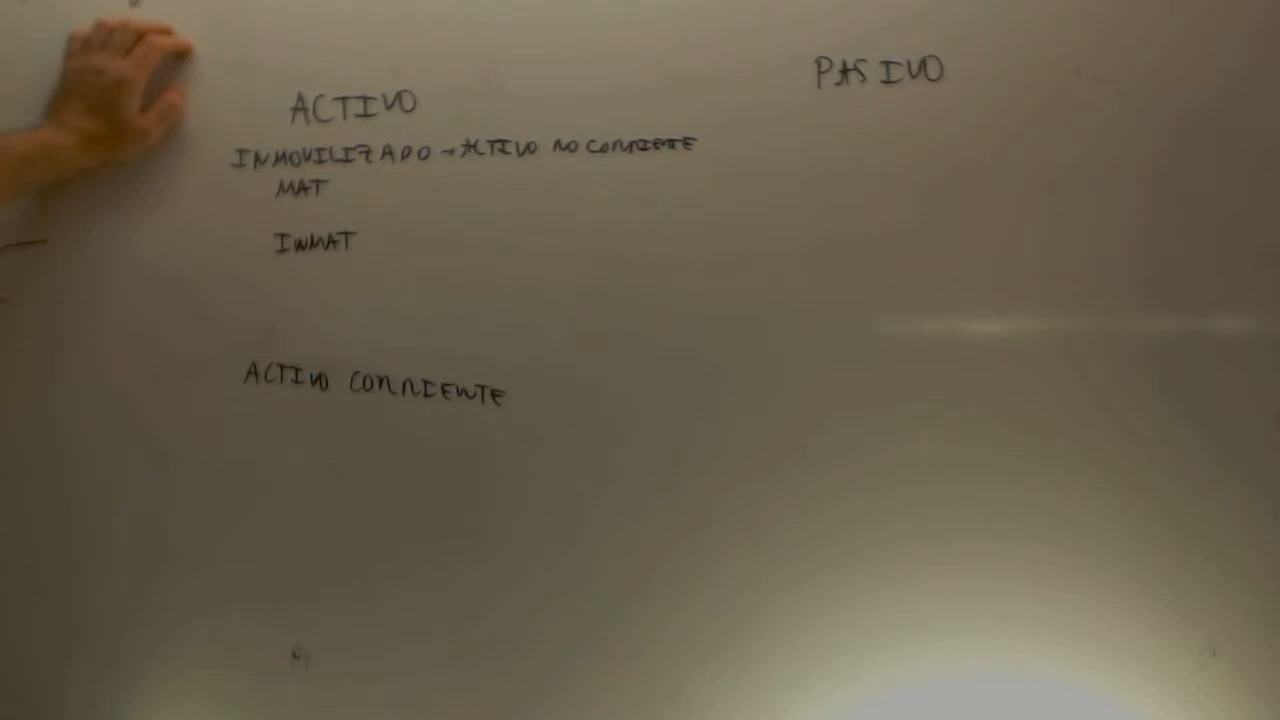 ACTIVO
PASIVO
INMOVILIZADO → ACTIVO NO CORRIENTE
MAT
INMAT
ACTIVO CORRIENTE